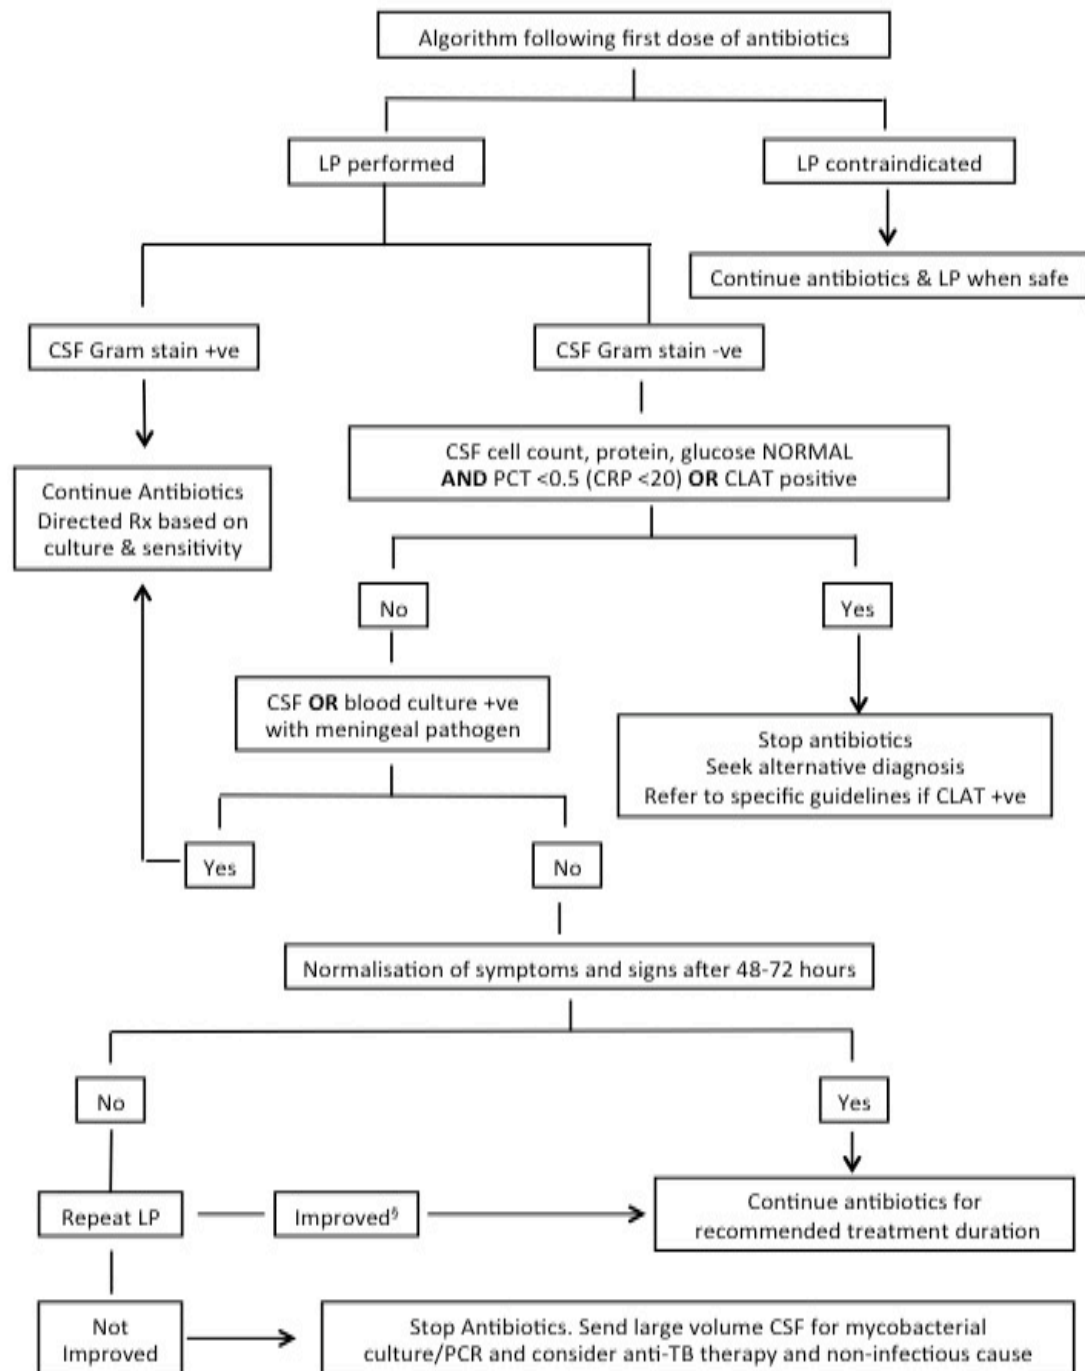 Algorithm following first dose of antibiotics
LP performed
LP contraindicated
Continue antibiotics & LP when safe
CSF Gram stain +ve
CSF Gram stain -ve
CSF cell count, protein, glucose NORMAL
AND PCT <0.5 (CRP <20) OR CLAT positive
Continue Antibiotics
Directed Rx based on
culture & sensitivity
No
Yes
CSF OR blood culture +ve
with meningeal pathogen
Stop antibiotics
Seek alternative diagnosis
Refer to specific guidelines if CLAT +ve
Yes
No
Normalisation of symptoms and signs after 48-72 hours
No
Yes
Repeat LP
Improved§
Continue antibiotics for
recommended treatment duration
Not
Improved
Stop Antibiotics. Send large volume CSF for mycobacterial
culture/PCR and consider anti-TB therapy and non-infectious cause